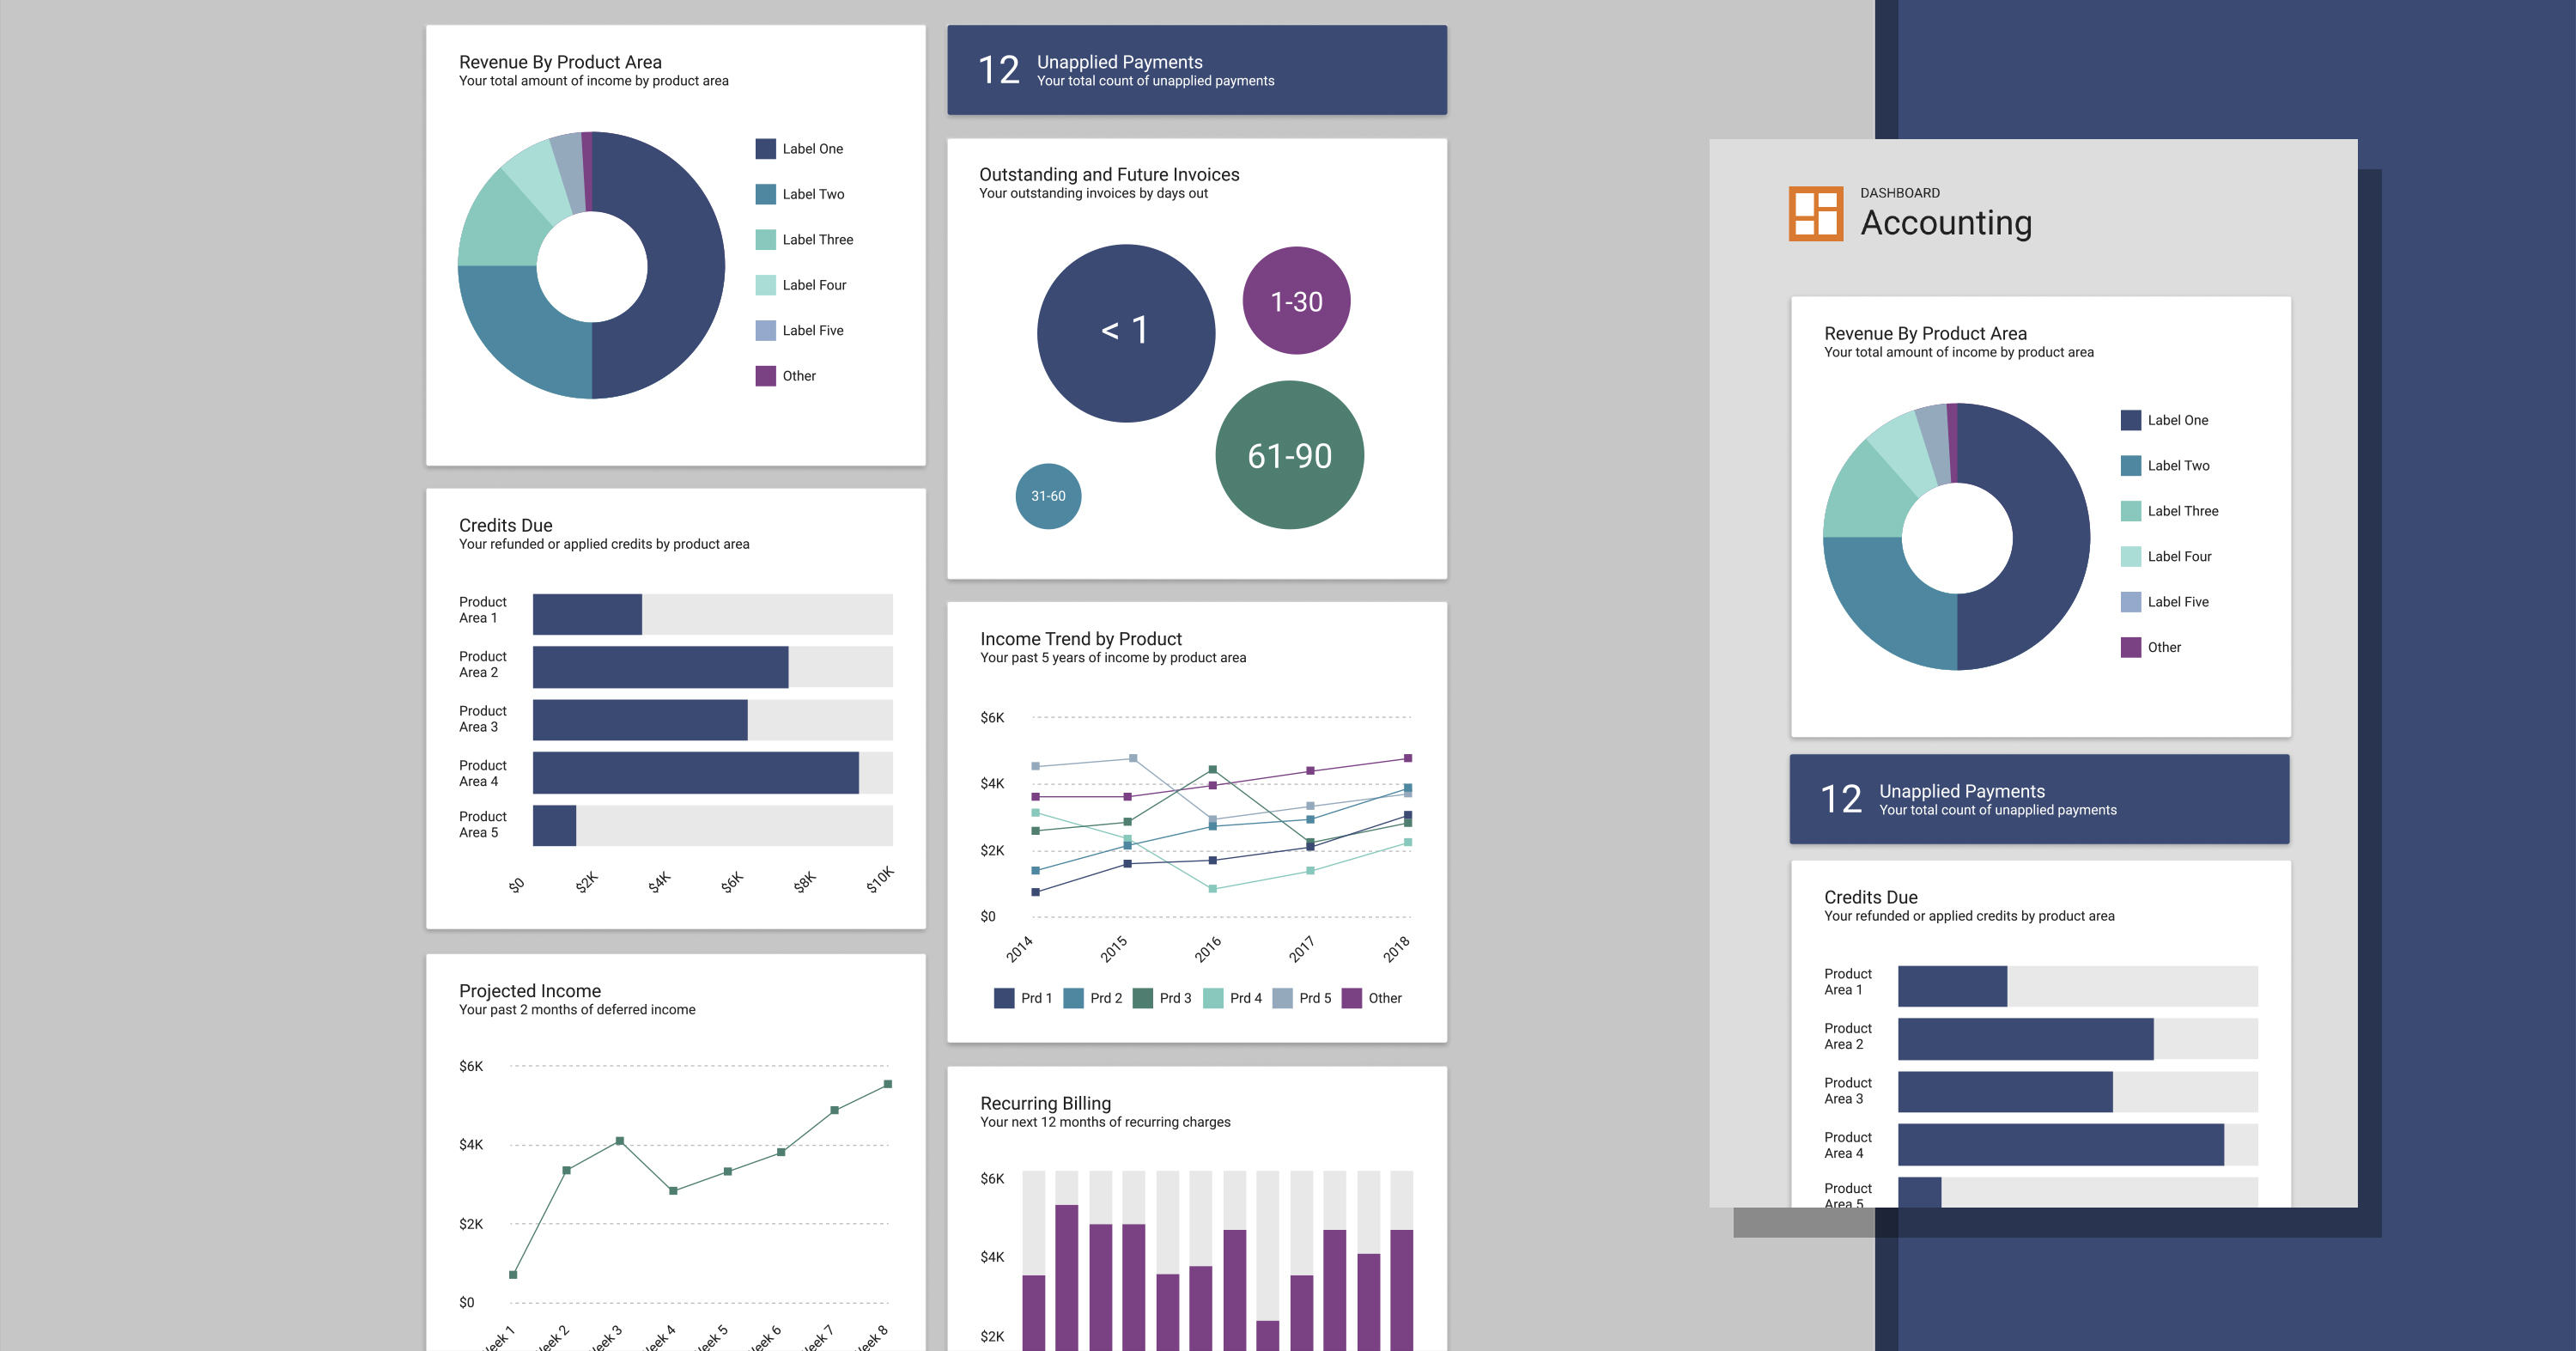 Revenue By Product Area
Your total amount of income by product area
Label One
Label Two
Label Three
Label Four
Label Five
Other
Credits Due
Your refunded or applied credits by product area
Product
Area 1
Product
Area 2
Product
Area 3
Product
Area 4
Product
Area 5
$0 $2K $4K $6K $8K $10K
Projected Income
Your past 2 months of deferred income
$6K
$4K
$2K
$0
Week 1 Week 2 Week 3 Week 4 Week 5 Week 6 Week 7 Week 8
12
Unapplied Payments
Your total count of unapplied payments
Outstanding and Future Invoices
Your outstanding invoices by days out
< 1
1-30
61-90
31-60
Income Trend by Product
Your past 5 years of income by product area
$6K
$4K
$2K
$0
2014 2015 2016 2017 2018
Prd 1 Prd 2 Prd 3 Prd 4 Prd 5 Other
Recurring Billing
Your next 12 months of recurring charges
$6K
$4K
$2K
DASHBOARD
Accounting
Revenue By Product Area
Your total amount of income by product area
Label One
Label Two
Label Three
Label Four
Label Five
Other
12
Unapplied Payments
Your total count of unapplied payments
Credits Due
Your refunded or applied credits by product area
Product
Area 1
Product
Area 2
Product
Area 3
Product
Area 4
Product
Area 5